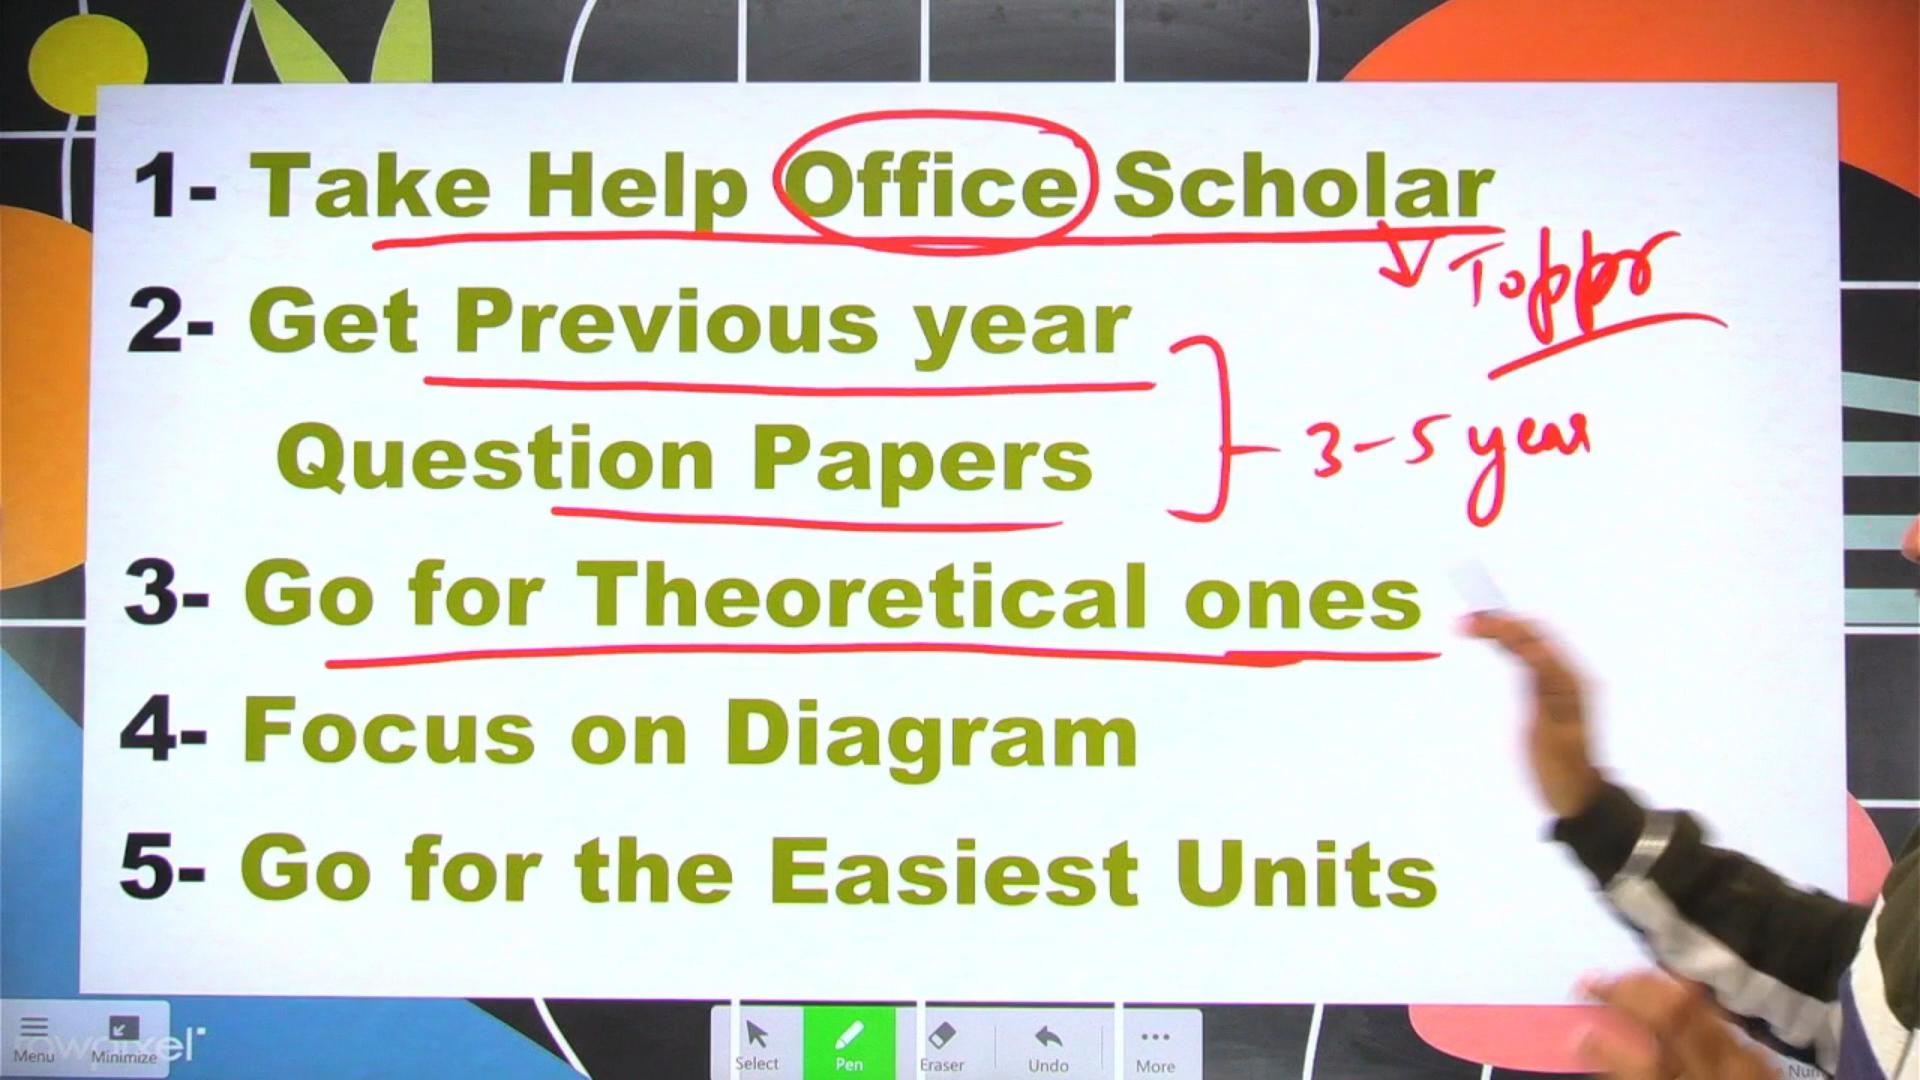 1- Take Help Office Scholar
Topper
2- Get Previous year
Question Papers
3-5 year
3- Go for Theoretical ones
4- Focus on Diagram
5- Go for the Easiest Units
Menu
Minimize
rawpixel
Select
Pen
Eraser
Undo
More